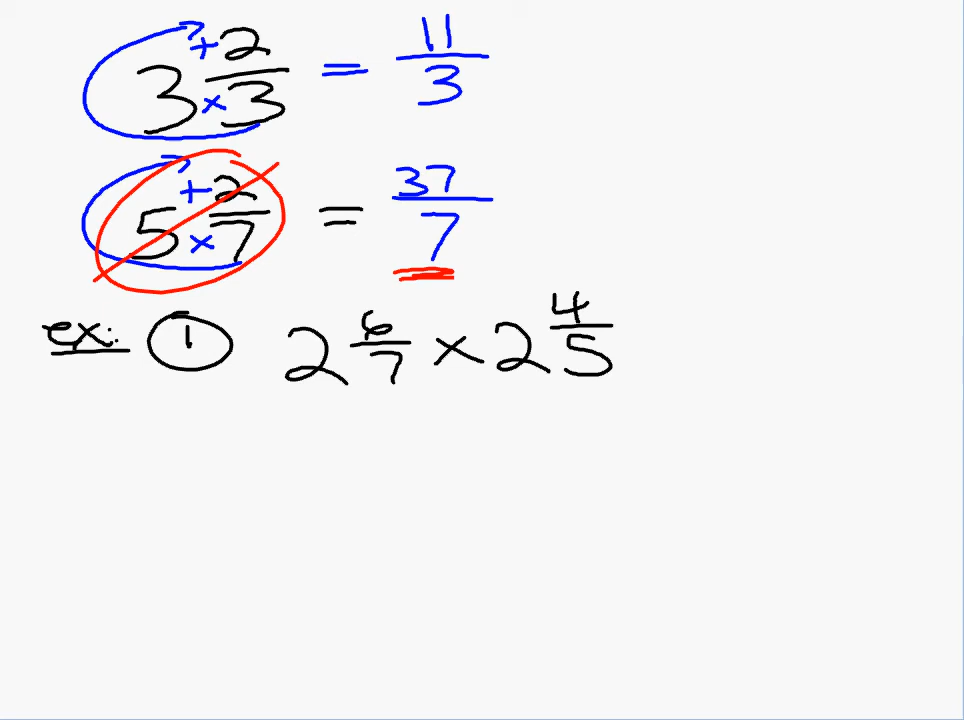 3 + 2/3 × = 11/3
5 + 2/7 × = 37/7
ex: 1 2 6/7 × 2 4/5